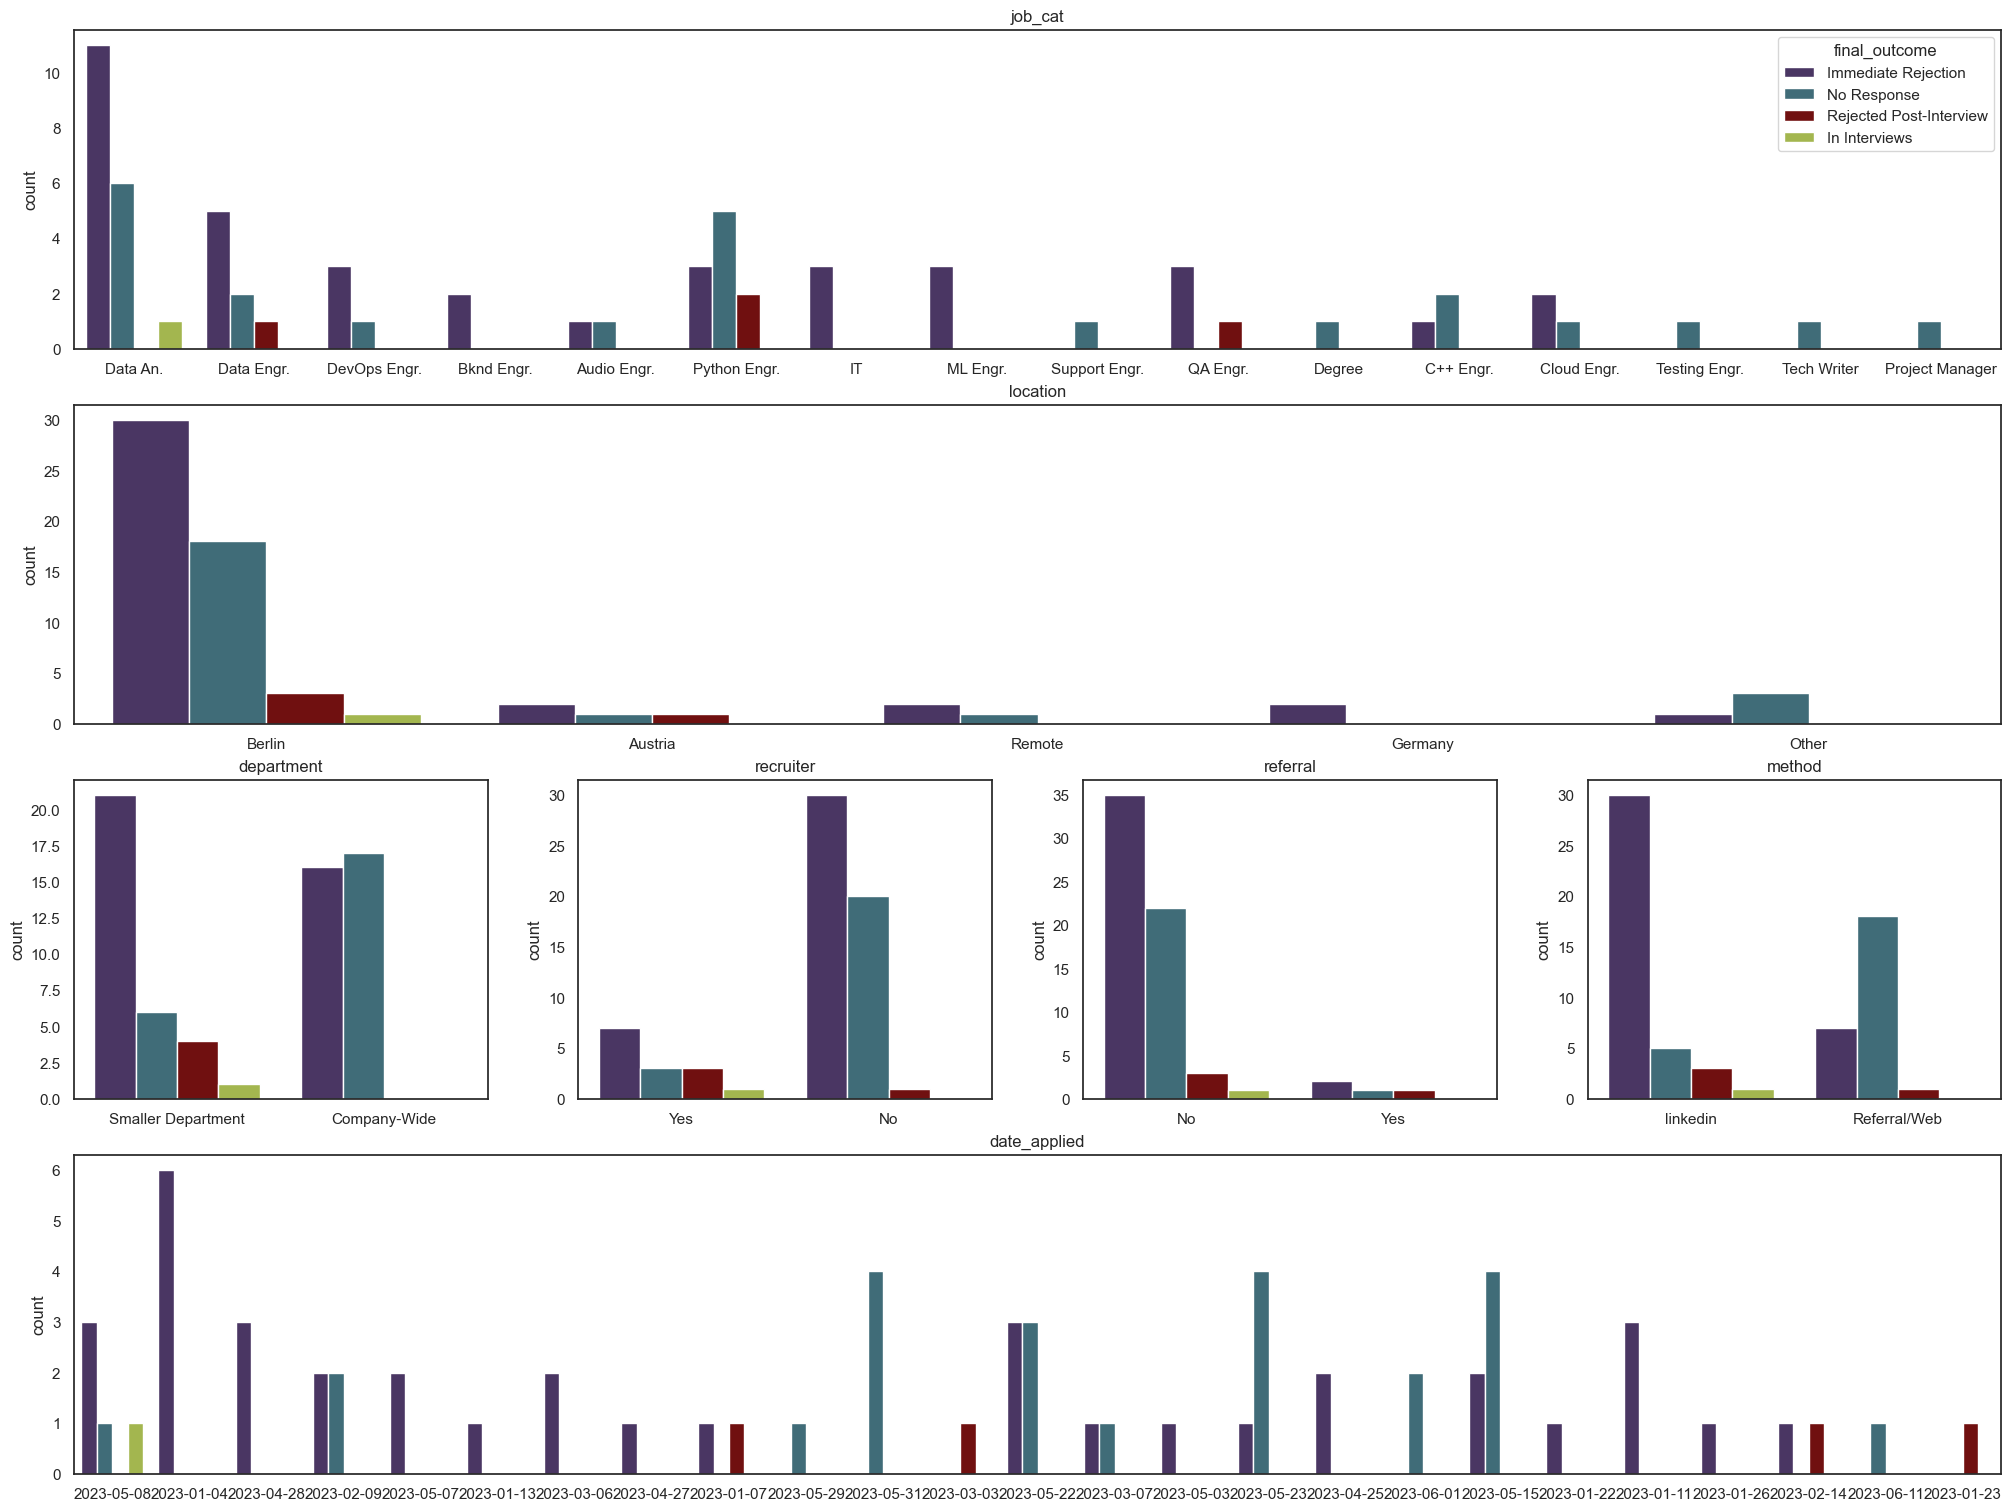 job_cat
final_outcome
Immediate Rejection
No Response
Rejected Post-Interview
In Interviews
count
10
8
6
4
2
0
Data An. Data Engr. DevOps Engr. Bknd Engr. Audio Engr. Python Engr. IT ML Engr. Support Engr. QA Engr. Degree C++ Engr. Cloud Engr. Testing Engr. Tech Writer Project Manager
location
count
30
25
20
15
10
5
0
Berlin Austria Remote Germany Other
department
count
20.0
17.5
15.0
12.5
10.0
7.5
5.0
2.5
0.0
Smaller Department Company-Wide
recruiter
count
30
25
20
15
10
5
0
Yes No
referral
count
35
30
25
20
15
10
5
0
No Yes
method
count
30
25
20
15
10
5
0
linkedin Referral/Web
date_applied
count
6
5
4
3
2
1
0
2023-05-08 2023-01-04 2023-04-28 2023-02-09 2023-05-07 2023-01-13 2023-03-06 2023-04-27 2023-01-07 2023-05-29 2023-05-31 2023-03-03 2023-05-22 2023-03-07 2023-05-03 2023-05-23 2023-04-25 2023-06-01 2023-05-15 2023-01-22 2023-01-11 2023-01-26 2023-02-14 2023-06-11 2023-01-23